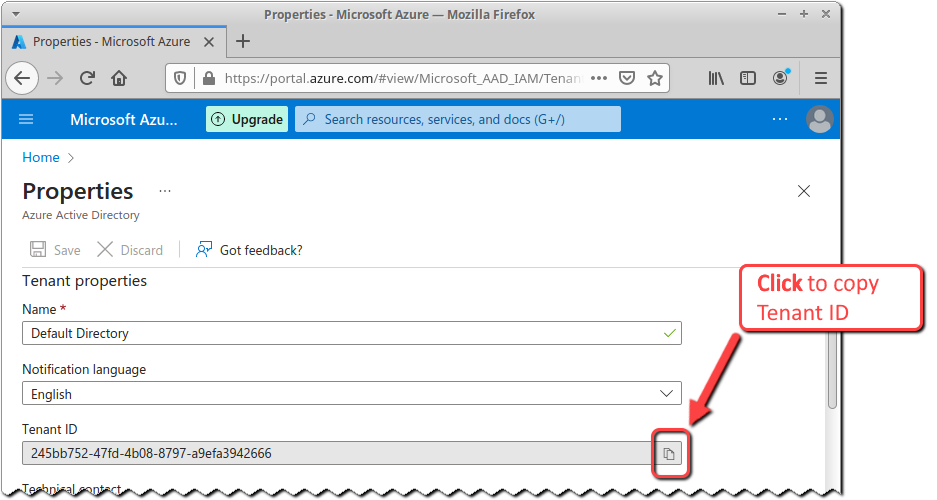 Properties - Microsoft Azure — Mozilla Firefox
Properties - Microsoft Azure
https://portal.azure.com/#view/Microsoft_AAD_IAM/Tenan
Microsoft Azu...
Upgrade
Search resources, services, and docs (G+/)
Home
Properties
Azure Active Directory
Save
Discard
Got feedback?
Tenant properties
Click to copy
Tenant ID
Name *
Default Directory
Notification language
English
Tenant ID
245bb752-47fd-4b08-8797-a9efa3942666
Technical contact